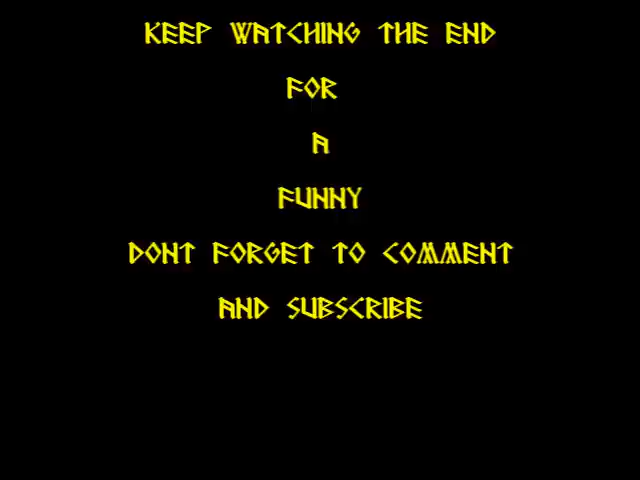 KEEP WATCHING THE END
FOR
A
FUNNY
DONT FORGET TO COMMENT
AND SUBSCRIBE